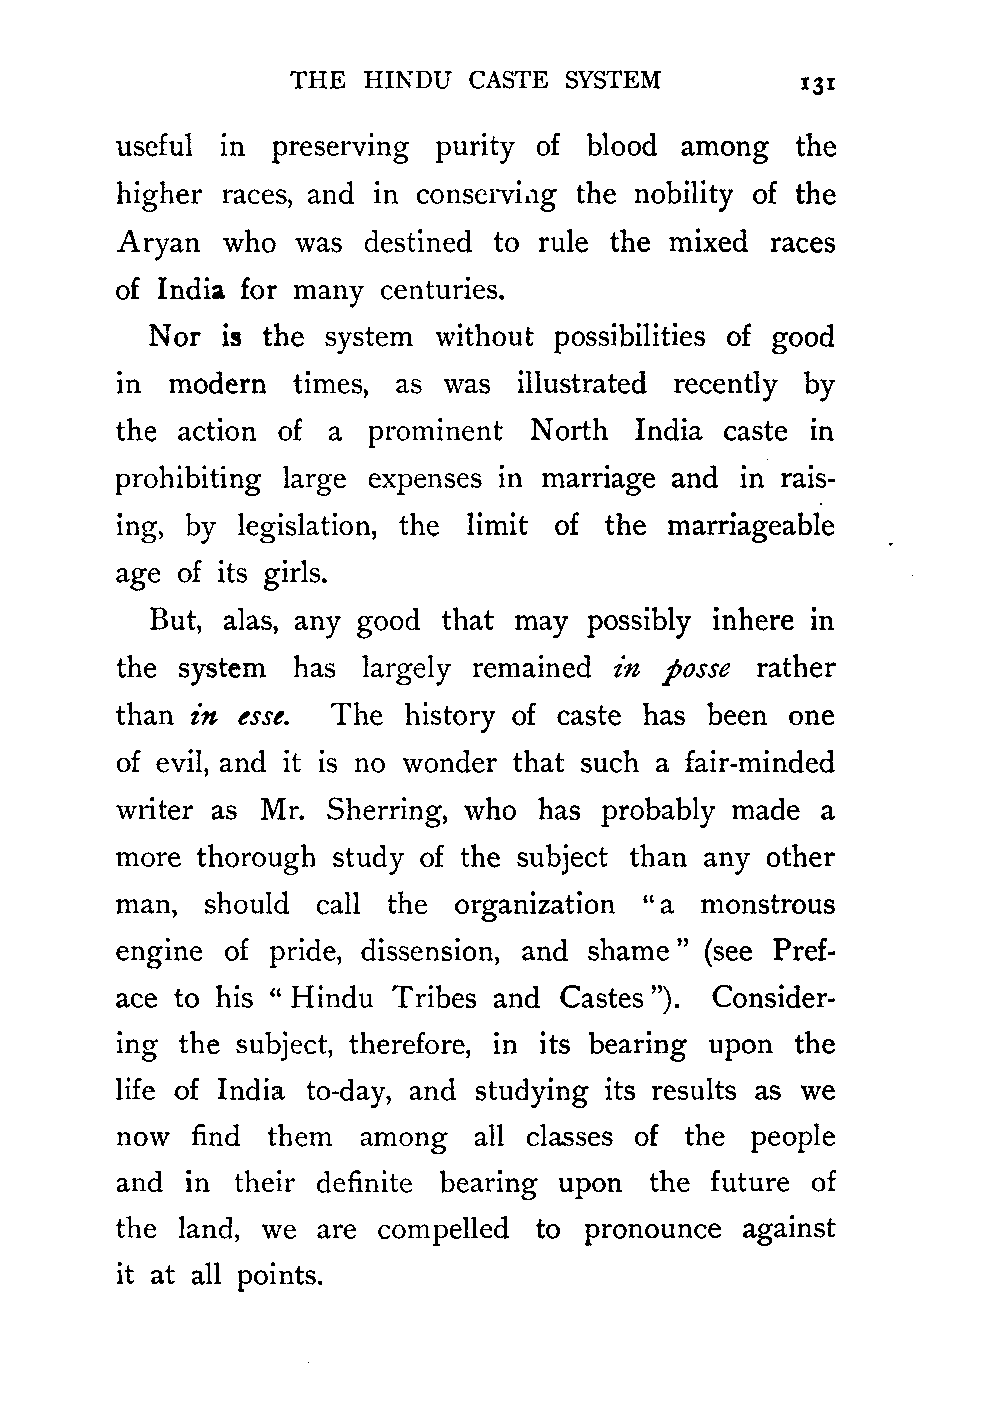 THE HINDU CASTE SYSTEM 131
useful in preserving purity of blood among the
higher races, and in conserving the nobility of the
Aryan who was destined to rule the mixed races
of India for many centuries.
Nor is the system without possibilities of good
in modern times, as was illustrated recently by
the action of a prominent North India caste in
prohibiting large expenses in marriage and in rais-
ing, by legislation, the limit of the marriageable
age of its girls.
But, alas, any good that may possibly inhere in
the system has largely remained in posse rather
than in esse. The history of caste has been one
of evil, and it is no wonder that such a fair-minded
writer as Mr. Sherring, who has probably made a
more thorough study of the subject than any other
man, should call the organization “a monstrous
engine of pride, dissension, and shame” (see Pref-
ace to his “Hindu Tribes and Castes”). Consider-
ing the subject, therefore, in its bearing upon the
life of India to-day, and studying its results as we
now find them among all classes of the people
and in their definite bearing upon the future of
the land, we are compelled to pronounce against
it at all points.